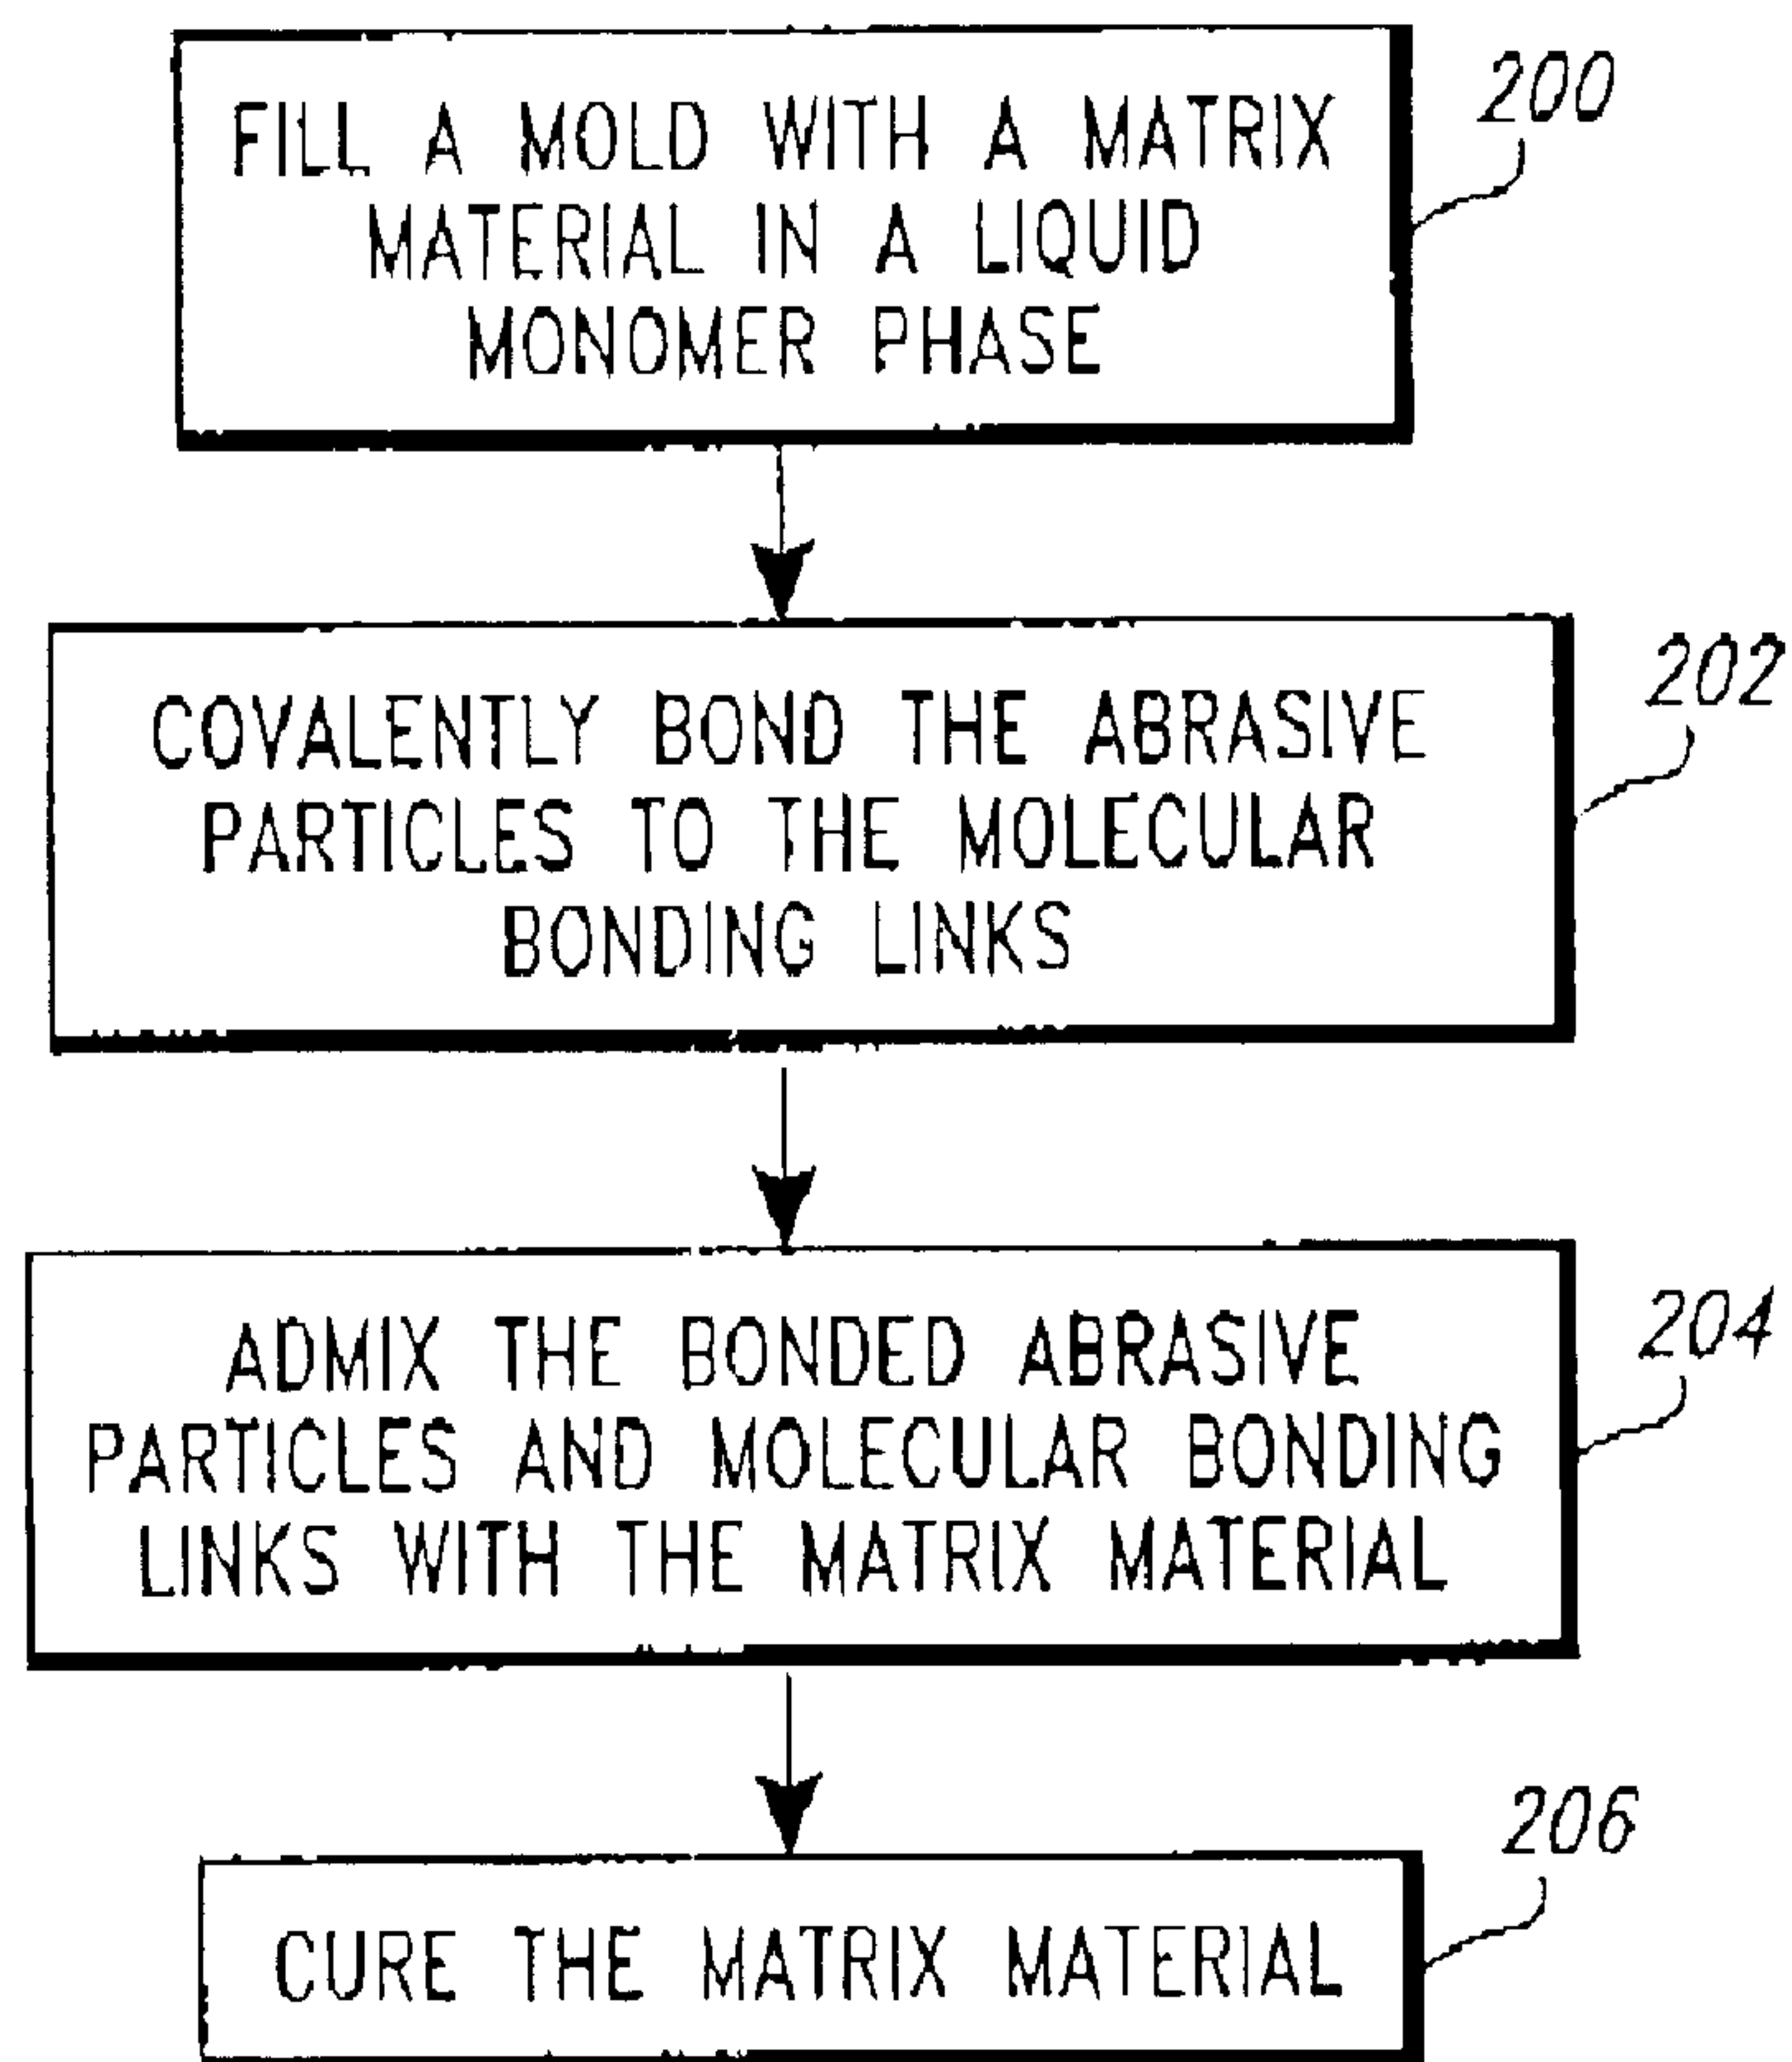 FILL A MOLD WITH A MATRIX
MATERIAL IN A LIQUID
MONOMER PHASE
200
COVALENTLY BOND THE ABRASIVE
PARTICLES TO THE MOLECULAR
BONDING LINKS
202
ADMIX THE BONDED ABRASIVE
PARTICLES AND MOLECULAR BONDING
LINKS WITH THE MATRIX MATERIAL
204
CURE THE MATRIX MATERIAL
206